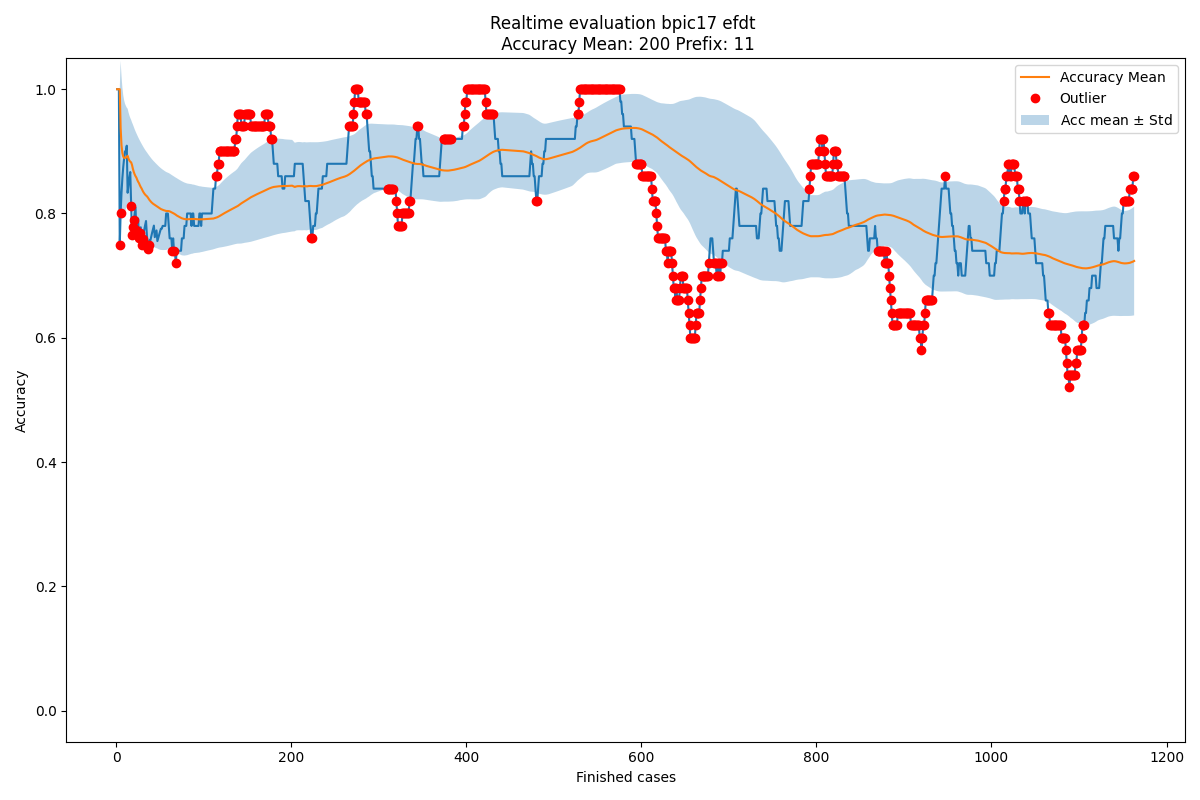 Realtime evaluation bpic17 efdt
Accuracy Mean: 200 Prefix: 11
Accuracy Mean
Outlier
Acc mean ± Std
Accuracy
1.0
0.8
0.6
0.4
0.2
0.0
0 200 400 600 800 1000 1200
Finished cases